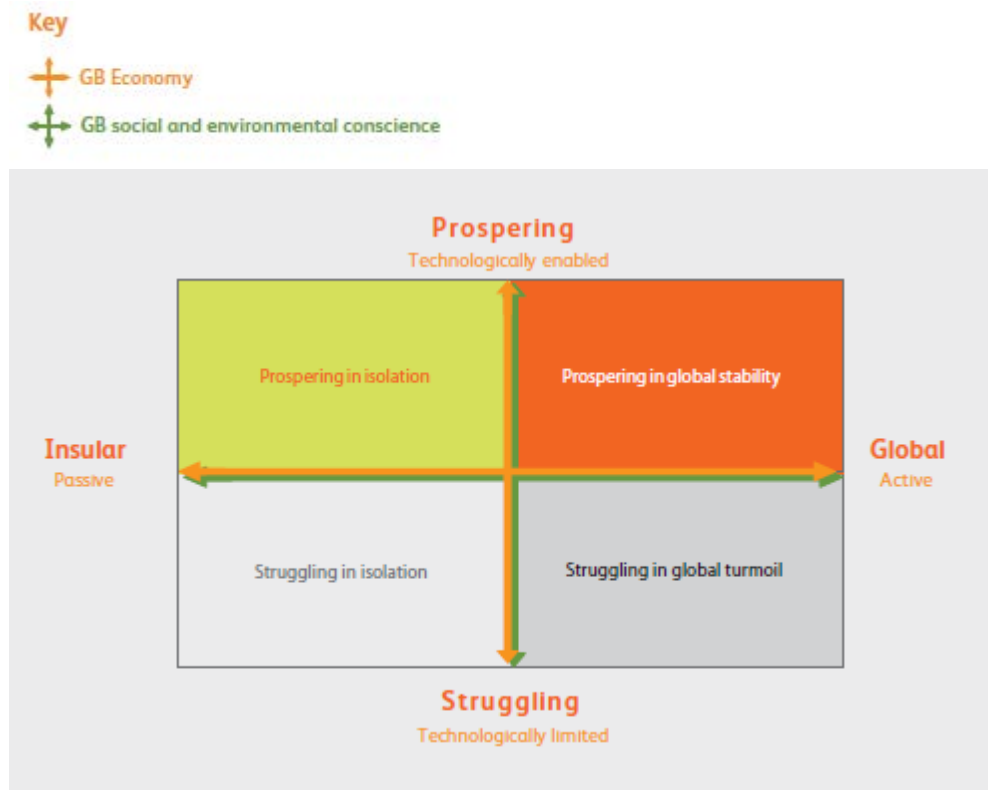 Key
GB Economy
GB social and environmental conscience
Prospering
Technologically enabled
Prospering in isolation
Prospering in global stability
Insular
Passive
Global
Active
Struggling in isolation
Struggling in global turmoil
Struggling
Technologically limited